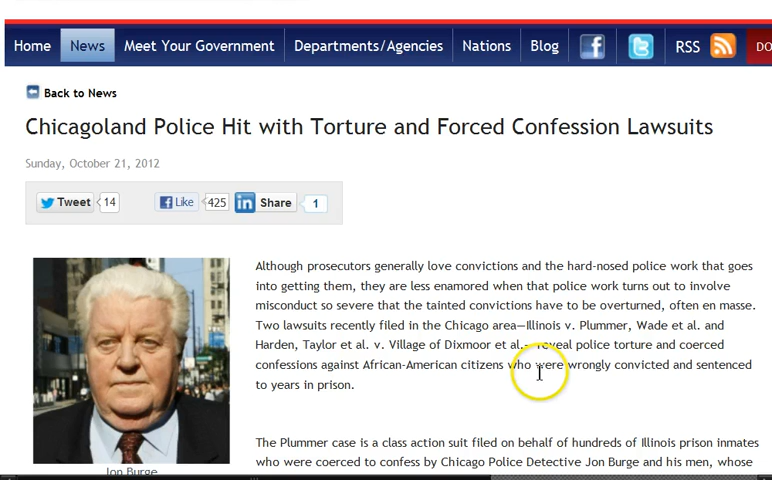 Home News Meet Your Government Departments/Agencies Nations Blog RSS DO
Back to News
Chicagoland Police Hit with Torture and Forced Confession Lawsuits
Sunday, October 21, 2012
Tweet 14 Like 425 in Share 1
Although prosecutors generally love convictions and the hard-nosed police work that goes
into getting them, they are less enamored when that police work turns out to involve
misconduct so severe that the tainted convictions have to be overturned, often en masse.
Two lawsuits recently filed in the Chicago area—Illinois v. Plummer, Wade et al. and
Harden, Taylor et al. v. Village of Dixmoor et al.— reveal police torture and coerced
confessions against African-American citizens who were wrongly convicted and sentenced
to years in prison.
The Plummer case is a class action suit filed on behalf of hundreds of Illinois prison inmates
who were coerced to confess by Chicago Police Detective Jon Burge and his men, whose
Jon Burge